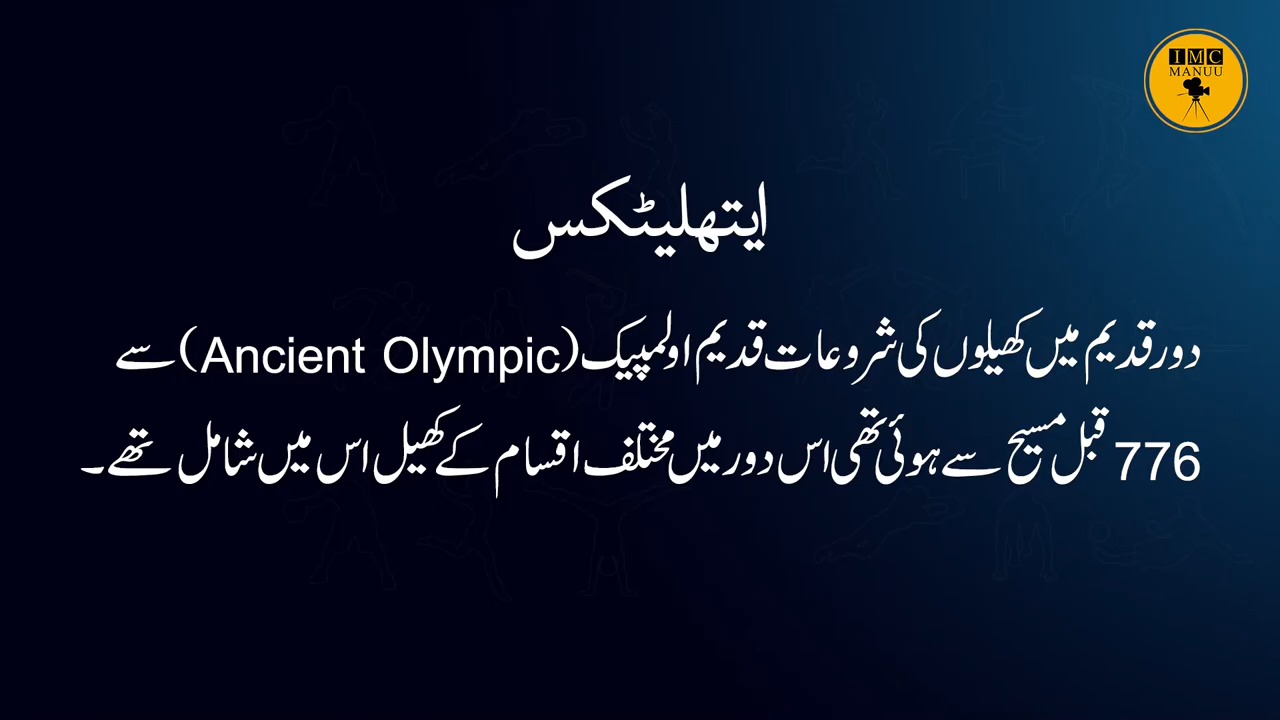 IMC
MANUU
ایتھلیٹکس
دور قدیم میں کھیلوں کی شروعات قدیم اولمپیک (Ancient Olympic) سے
776 قبل مسیح سے ہوئی تھی اس دور میں مختلف اقسام کے کھیل اس میں شامل تھے۔